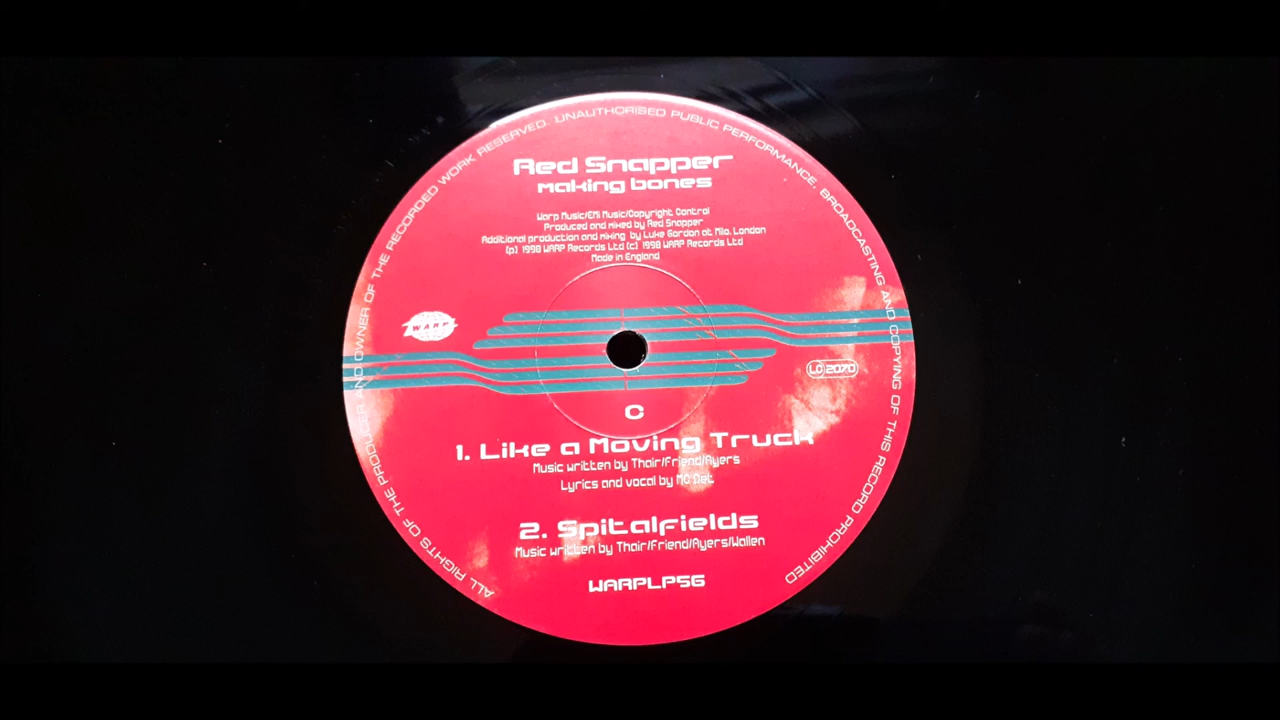 ALL RIGHTS OF THE PRODUCER AND OWNER OF THE RECORDED WORK RESERVED. UNAUTHORISED PUBLIC PERFORMANCE, BROADCASTING AND COPYING OF THIS RECORD PROHIBITED
Red Snapper
making bones
Warp Music/EMI Music/Copyright Control
Produced and mixed by Red Snapper
Additional production and mixing by Luke Gordon at Milo, London
(p) 1998 WARP Records Ltd (c) 1998 WARP Records Ltd
Made in England
WARP
LC 2070
C
1. Like a Moving Truck
Music written by Thair/Friend/Ayers
Lyrics and vocal by MC Det
2. Spitalfields
Music written by Thair/Friend/Ayers/Wallen
WARPLP56